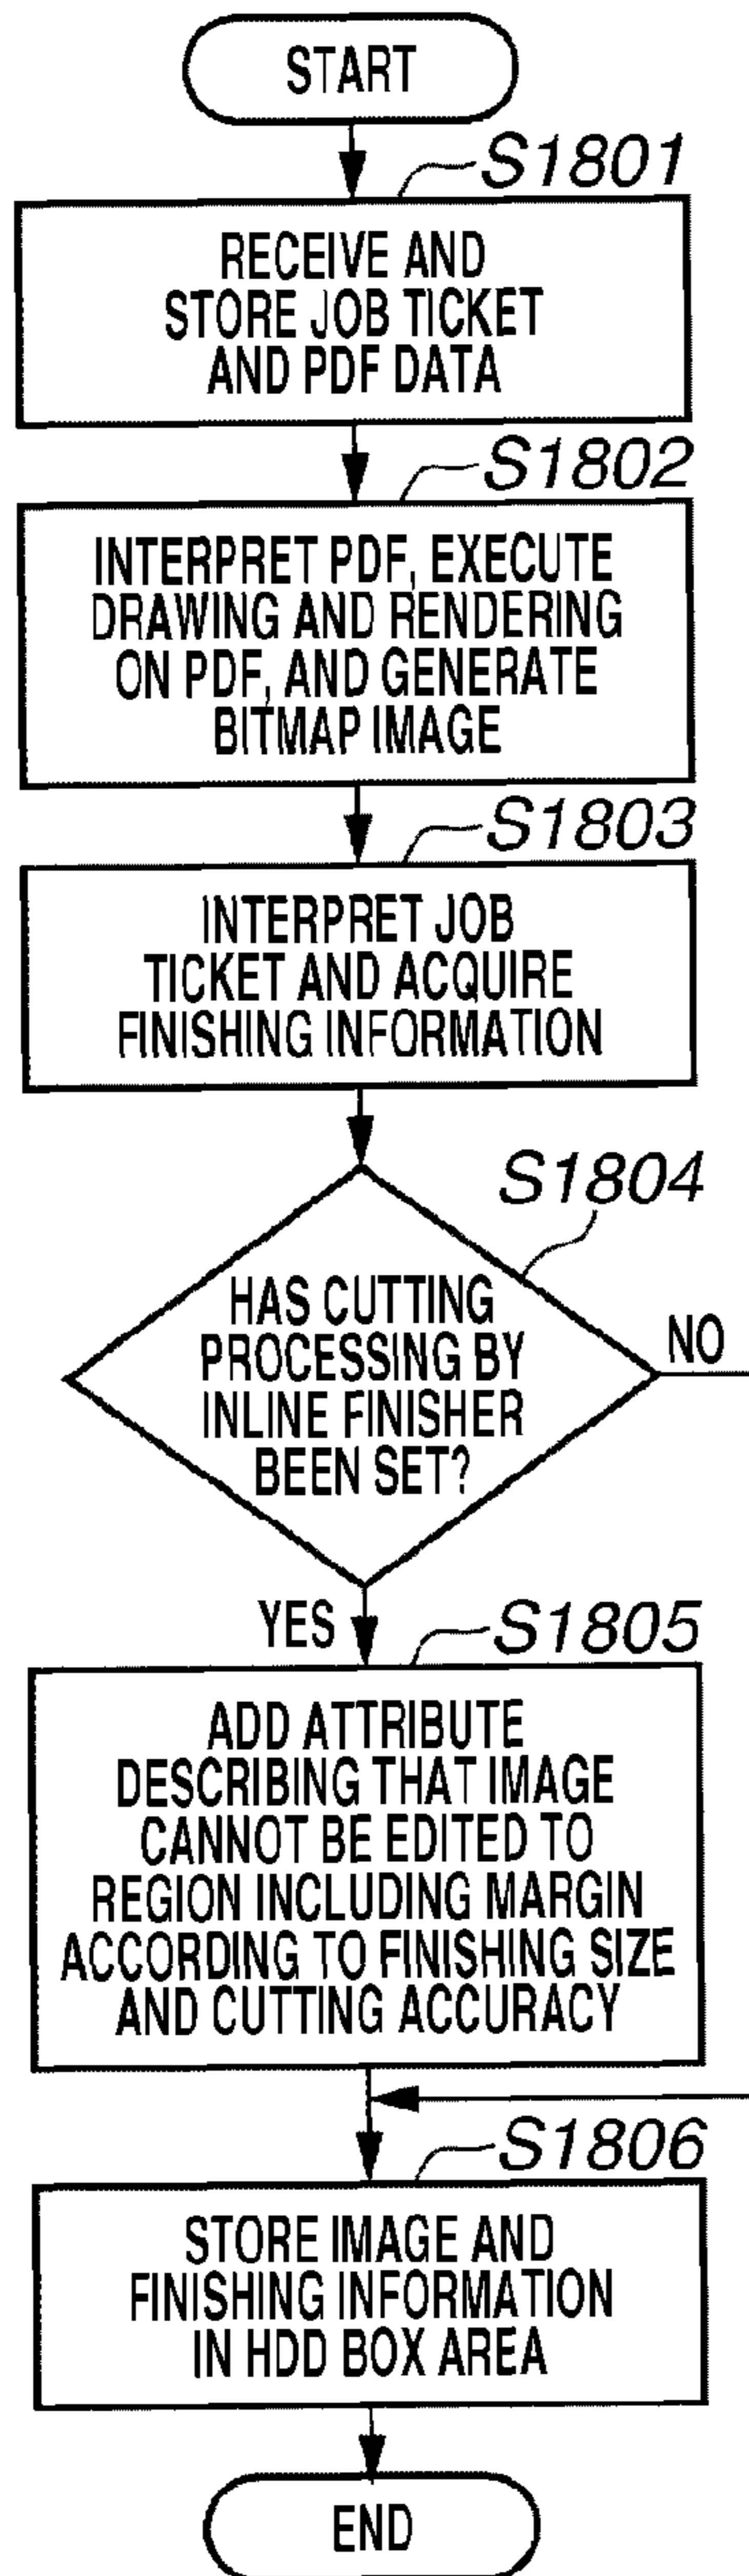 START
S1801
RECEIVE AND
STORE JOB TICKET
AND PDF DATA
S1802
INTERPRET PDF, EXECUTE
DRAWING AND RENDERING
ON PDF, AND GENERATE
BITMAP IMAGE
S1803
INTERPRET JOB
TICKET AND ACQUIRE
FINISHING INFORMATION
S1804
HAS CUTTING
PROCESSING BY
INLINE FINISHER
BEEN SET?
NO
YES
S1805
ADD ATTRIBUTE
DESCRIBING THAT IMAGE
CANNOT BE EDITED TO
REGION INCLUDING MARGIN
ACCORDING TO FINISHING SIZE
AND CUTTING ACCURACY
S1806
STORE IMAGE AND
FINISHING INFORMATION
IN HDD BOX AREA
END